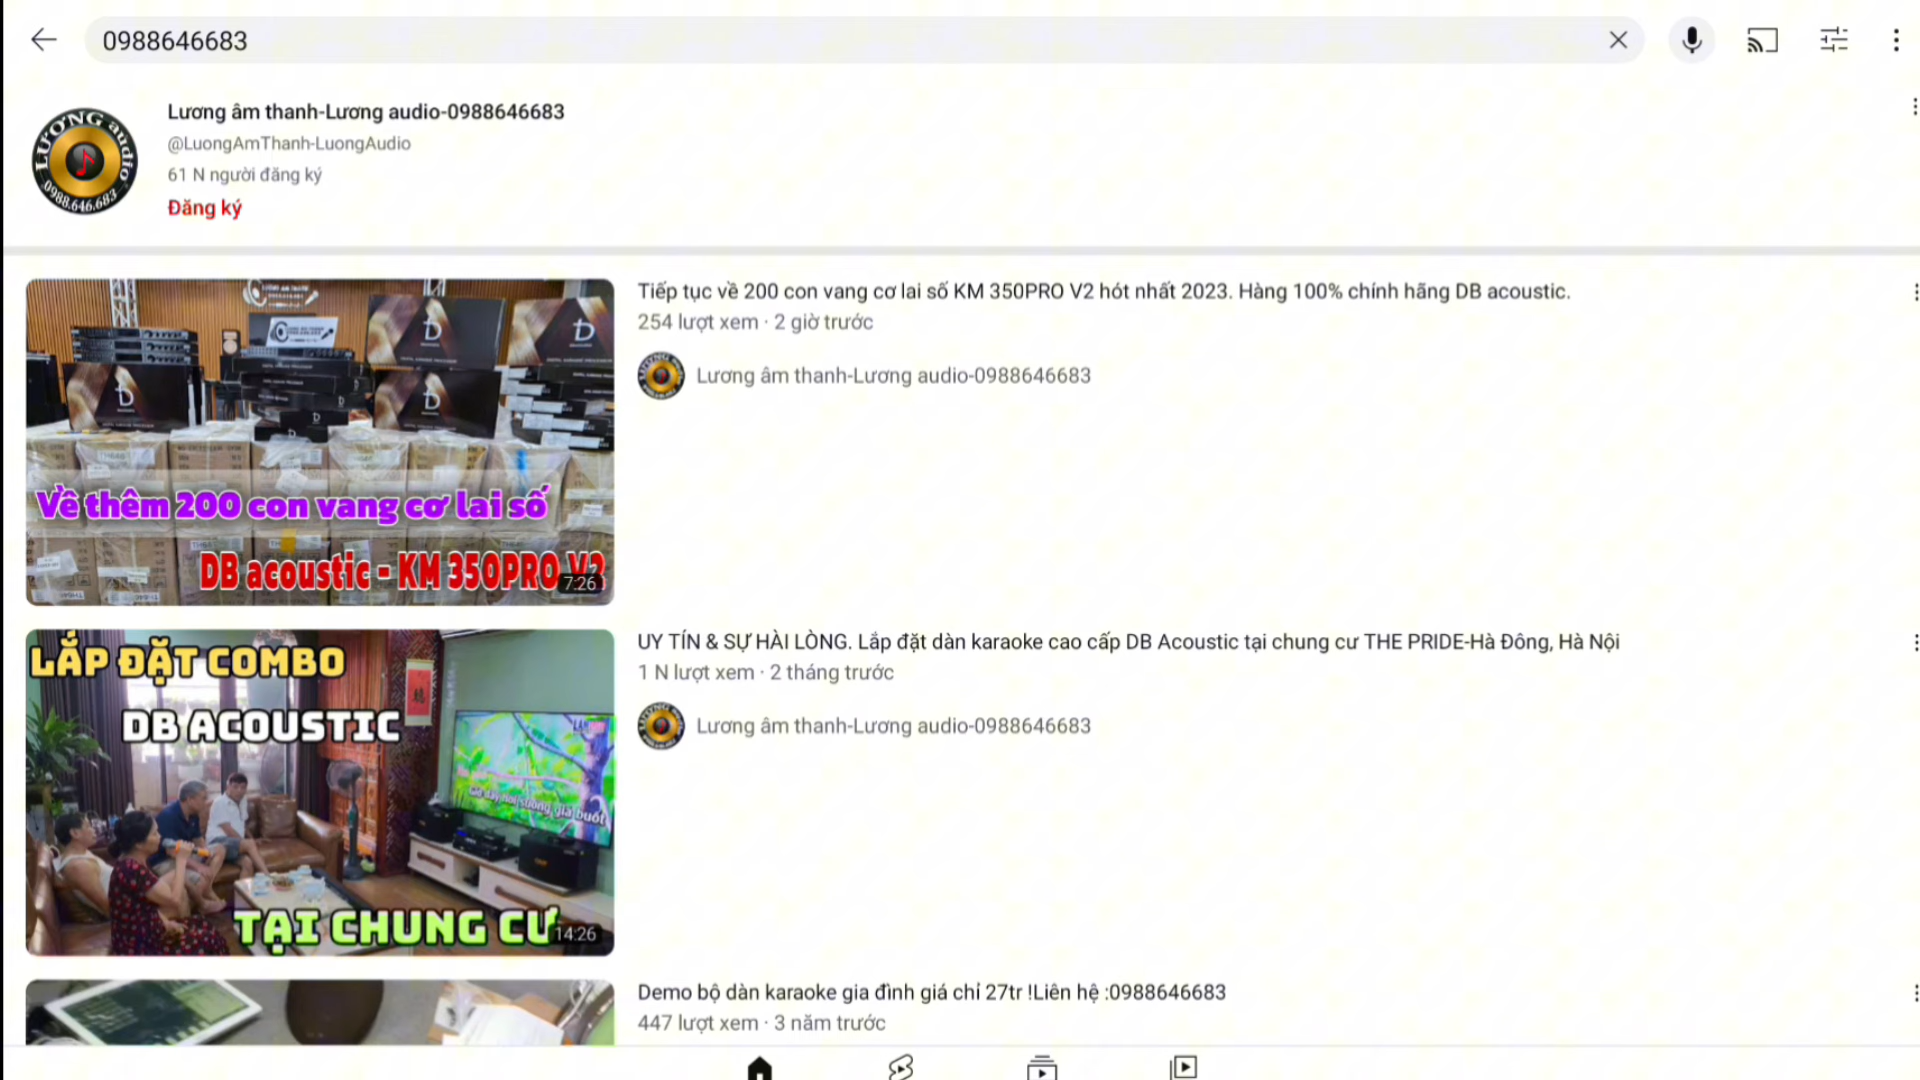 0988646683
LƯƠNG audio
0988.646.683
Lương âm thanh-Lương audio-0988646683
@LuongAmThanh-LuongAudio
61 N người đăng ký
Đăng ký
Về thêm 200 con vang cơ lai số
DB acoustic - KM 350PRO V2
7:26
Tiếp tục về 200 con vang cơ lai số KM 350PRO V2 hót nhất 2023. Hàng 100% chính hãng DB acoustic.
254 lượt xem · 2 giờ trước
Lương âm thanh-Lương audio-0988646683
LẮP ĐẶT COMBO
DB ACOUSTIC
TẠI CHUNG CƯ
14:26
UY TÍN & SỰ HÀI LÒNG. Lắp đặt dàn karaoke cao cấp DB Acoustic tại chung cư THE PRIDE-Hà Đông, Hà Nội
1 N lượt xem · 2 tháng trước
Lương âm thanh-Lương audio-0988646683
Demo bộ dàn karaoke gia đình giá chỉ 27tr !Liên hệ :0988646683
447 lượt xem · 3 năm trước